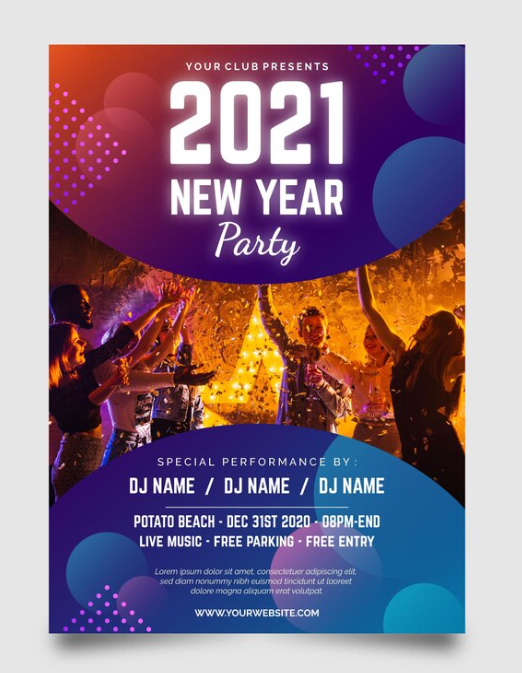 YOUR CLUB PRESENTS
2021
NEW YEAR
Party
SPECIAL PERFORMANCE BY :
DJ NAME / DJ NAME / DJ NAME
POTATO BEACH - DEC 31ST 2020 - 08PM-END
LIVE MUSIC - FREE PARKING - FREE ENTRY
Lorem ipsum dolor sit amet, consectetuer adipiscing elit,
sed diam nonummy nibh euismod tincidunt ut laoreet
dolore magna aliquam erat volutpat
WWW.YOURWEBSITE.COM